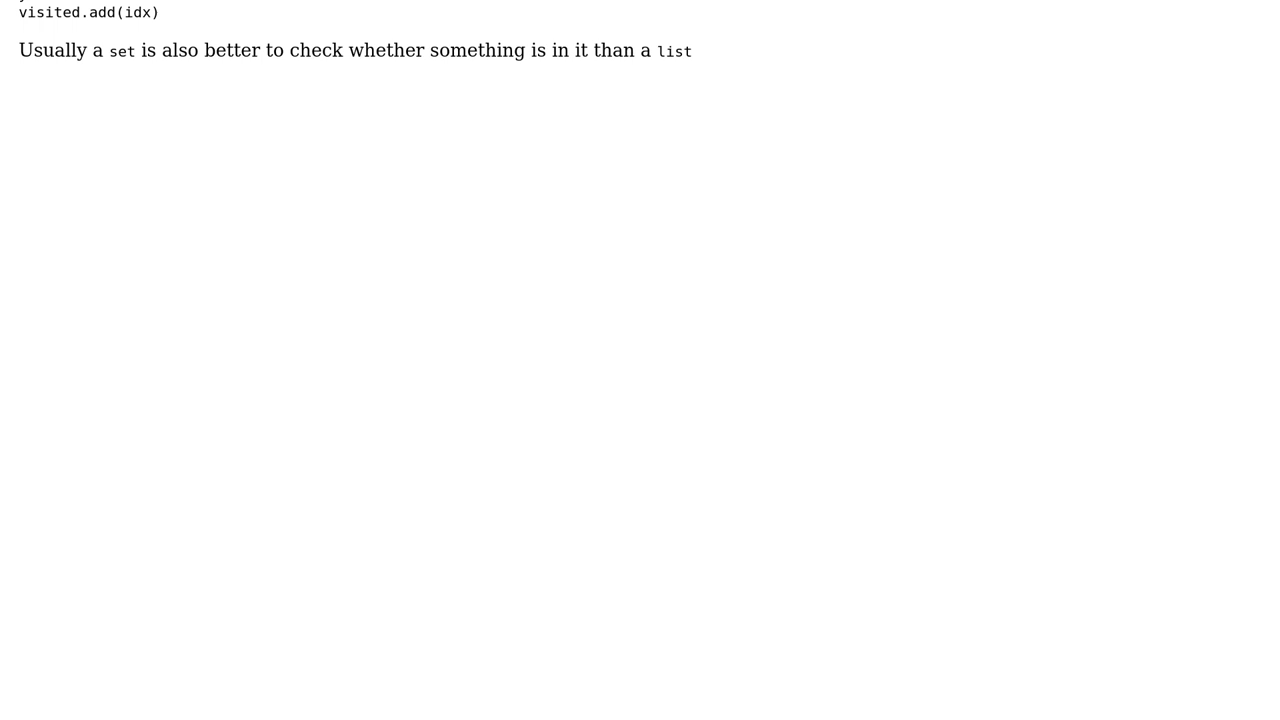 visited.add(idx)
Usually a set is also better to check whether something is in it than a list